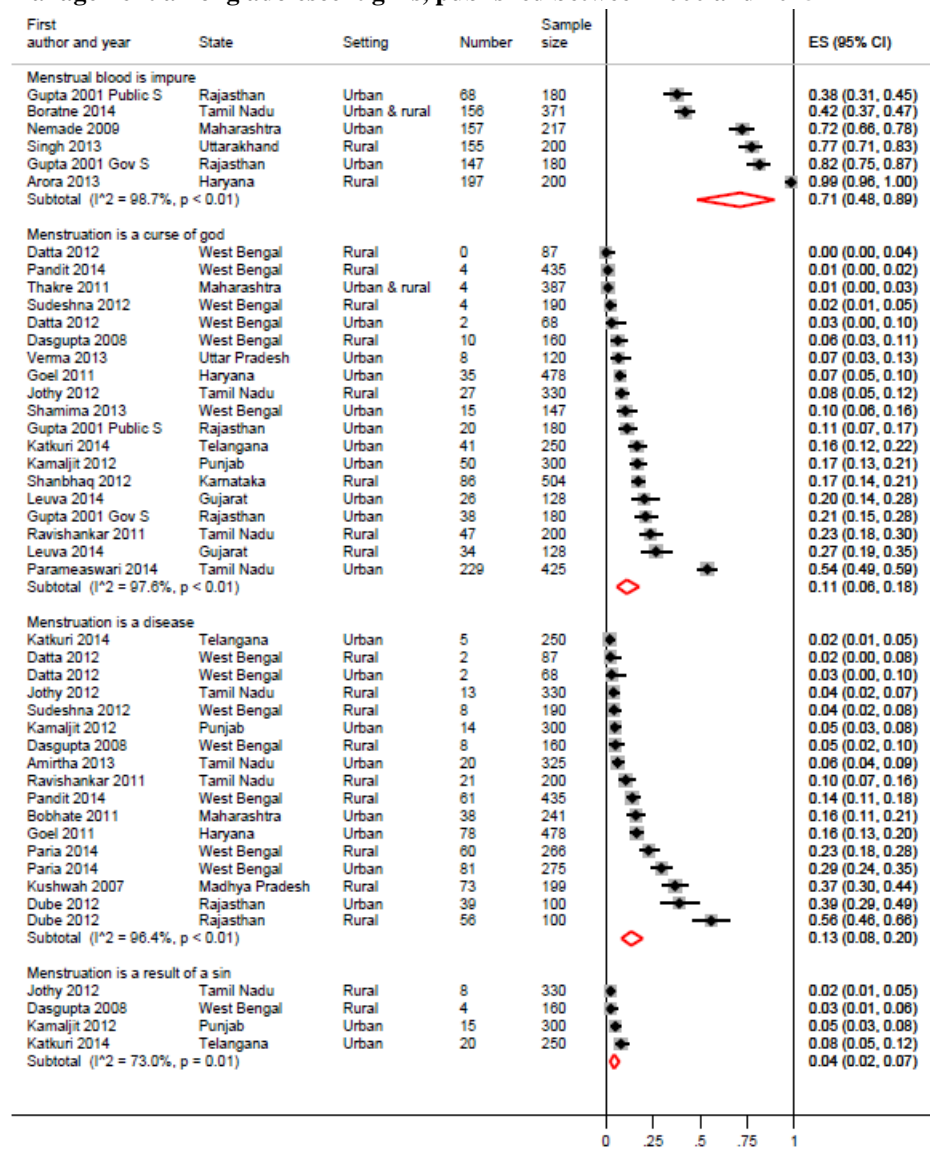 First Sample
author and year State Setting Number size ES (95% CI)
Menstrual blood is impure
Gupta 2001 Public S Rajasthan Urban 68 180 0.38 (0.31, 0.45)
Boratne 2014 Tamil Nadu Urban & rural 156 371 0.42 (0.37, 0.47)
Nemade 2009 Maharashtra Urban 157 217 0.72 (0.66, 0.78)
Singh 2013 Uttarakhand Rural 155 200 0.77 (0.71, 0.83)
Gupta 2001 Gov S Rajasthan Urban 147 180 0.82 (0.75, 0.87)
Arora 2013 Haryana Rural 197 200 0.99 (0.96, 1.00)
Subtotal (I^2 = 98.7%, p < 0.01) 0.71 (0.48, 0.89)
Menstruation is a curse of god
Datta 2012 West Bengal Rural 0 87 0.00 (0.00, 0.04)
Pandit 2014 West Bengal Rural 4 435 0.01 (0.00, 0.02)
Thakre 2011 Maharashtra Urban & rural 4 387 0.01 (0.00, 0.03)
Sudeshna 2012 West Bengal Rural 4 190 0.02 (0.01, 0.05)
Datta 2012 West Bengal Urban 2 68 0.03 (0.00, 0.10)
Dasgupta 2008 West Bengal Rural 10 160 0.06 (0.03, 0.11)
Verma 2013 Uttar Pradesh Urban 8 120 0.07 (0.03, 0.13)
Goel 2011 Haryana Urban 35 478 0.07 (0.05, 0.10)
Jothy 2012 Tamil Nadu Rural 27 330 0.08 (0.05, 0.12)
Shamima 2013 West Bengal Urban 15 147 0.10 (0.06, 0.16)
Gupta 2001 Public S Rajasthan Urban 20 180 0.11 (0.07, 0.17)
Katkuri 2014 Telangana Urban 41 250 0.16 (0.12, 0.22)
Kamaljit 2012 Punjab Urban 50 300 0.17 (0.13, 0.21)
Shanbhaq 2012 Karnataka Rural 86 504 0.17 (0.14, 0.21)
Leuva 2014 Gujarat Urban 26 128 0.20 (0.14, 0.28)
Gupta 2001 Gov S Rajasthan Urban 38 180 0.21 (0.15, 0.28)
Ravishankar 2011 Tamil Nadu Rural 47 200 0.23 (0.18, 0.30)
Leuva 2014 Gujarat Rural 34 128 0.27 (0.19, 0.35)
Parameaswari 2014 Tamil Nadu Urban 229 425 0.54 (0.49, 0.59)
Subtotal (I^2 = 97.6%, p < 0.01) 0.11 (0.06, 0.18)
Menstruation is a disease
Katkuri 2014 Telangana Urban 5 250 0.02 (0.01, 0.05)
Datta 2012 West Bengal Rural 2 87 0.02 (0.00, 0.08)
Datta 2012 West Bengal Urban 2 68 0.03 (0.00, 0.10)
Jothy 2012 Tamil Nadu Rural 13 330 0.04 (0.02, 0.07)
Sudeshna 2012 West Bengal Rural 8 190 0.04 (0.02, 0.08)
Kamaljit 2012 Punjab Urban 14 300 0.05 (0.03, 0.08)
Dasgupta 2008 West Bengal Rural 8 160 0.05 (0.02, 0.10)
Amirtha 2013 Tamil Nadu Urban 20 325 0.06 (0.04, 0.09)
Ravishankar 2011 Tamil Nadu Rural 21 200 0.10 (0.07, 0.16)
Pandit 2014 West Bengal Rural 61 435 0.14 (0.11, 0.18)
Bobhate 2011 Maharashtra Urban 38 241 0.16 (0.11, 0.21)
Goel 2011 Haryana Urban 78 478 0.16 (0.13, 0.20)
Paria 2014 West Bengal Rural 60 266 0.23 (0.18, 0.28)
Paria 2014 West Bengal Urban 81 275 0.29 (0.24, 0.35)
Kushwah 2007 Madhya Pradesh Rural 73 199 0.37 (0.30, 0.44)
Dube 2012 Rajasthan Urban 39 100 0.39 (0.29, 0.49)
Dube 2012 Rajasthan Rural 56 100 0.56 (0.46, 0.66)
Subtotal (I^2 = 96.4%, p < 0.01) 0.13 (0.08, 0.20)
Menstruation is a result of a sin
Jothy 2012 Tamil Nadu Rural 8 330 0.02 (0.01, 0.05)
Dasgupta 2008 West Bengal Rural 4 160 0.03 (0.01, 0.06)
Kamaljit 2012 Punjab Urban 15 300 0.05 (0.03, 0.08)
Katkuri 2014 Telangana Urban 20 250 0.08 (0.05, 0.12)
Subtotal (I^2 = 73.0%, p = 0.01) 0.04 (0.02, 0.07)
0 .25 .5 .75 1